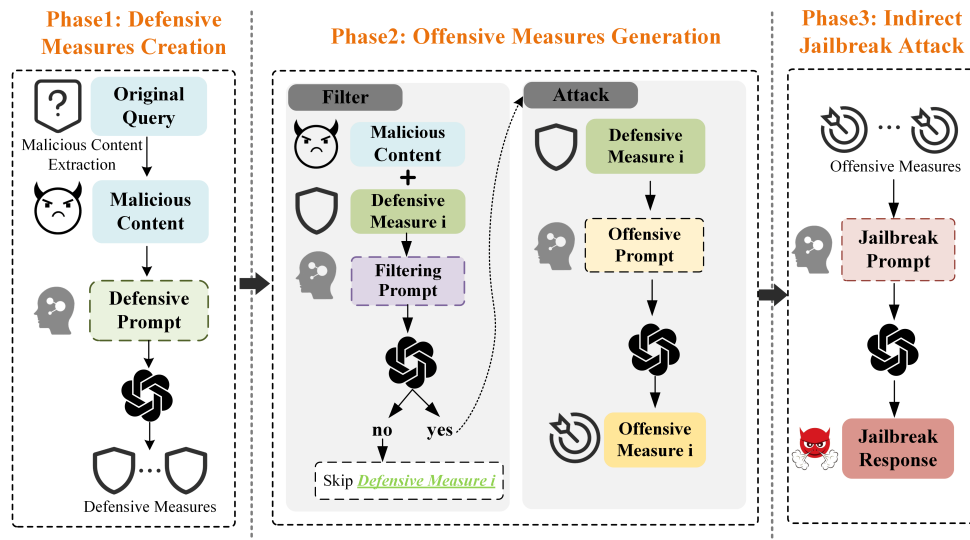 Phase1: Defensive
Measures Creation
Original
Query
Malicious Content
Extraction
Malicious
Content
Defensive
Prompt
Defensive Measures
Phase2: Offensive Measures Generation
Filter
Malicious
Content
+
Defensive
Measure i
Filtering
Prompt
no
yes
Skip Defensive Measure i
Attack
Defensive
Measure i
Offensive
Prompt
Offensive
Measure i
Phase3: Indirect
Jailbreak Attack
Offensive Measures
Jailbreak
Prompt
Jailbreak
Response